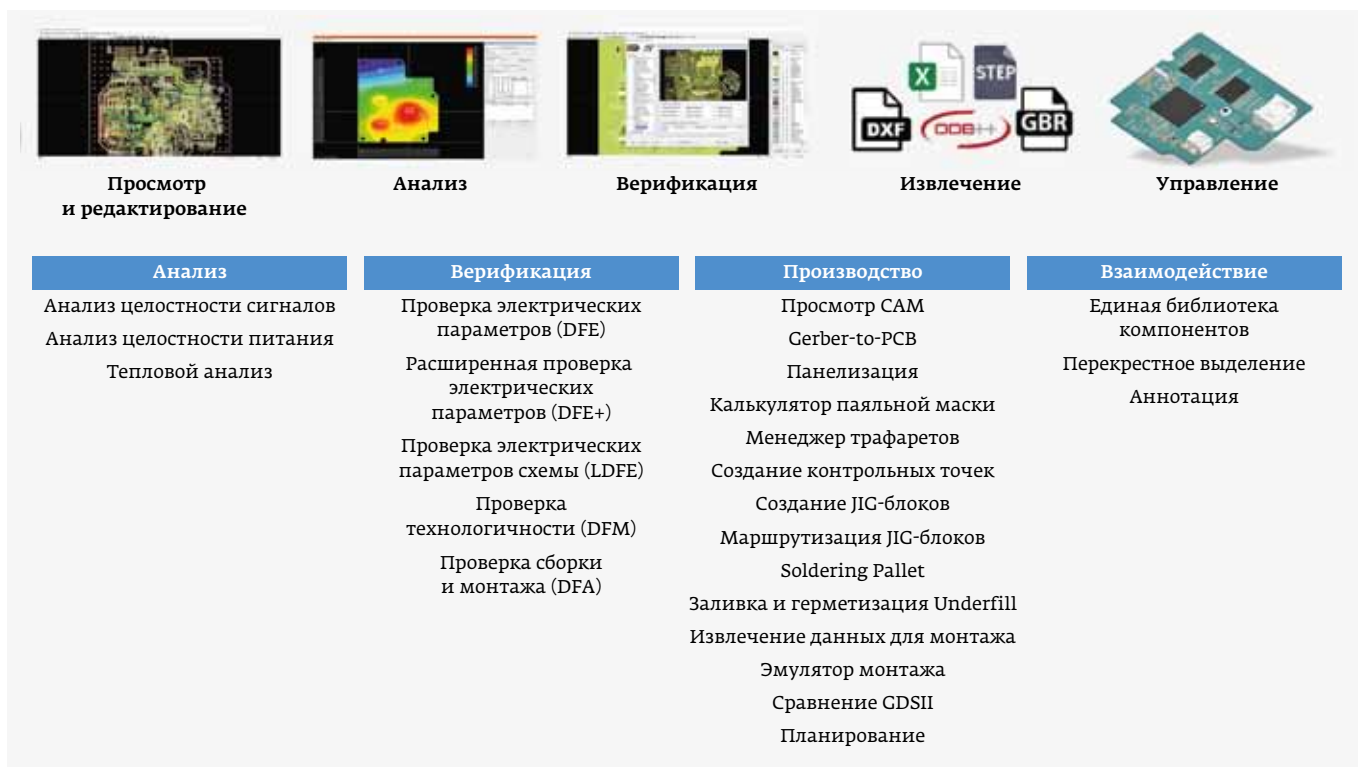 DXF
X
STEP
ODB++
GBR
Просмотр
и редактирование
Анализ
Верификация
Извлечение
Управление
Анализ
Анализ целостности сигналов
Анализ целостности питания
Тепловой анализ
Верификация
Проверка электрических
параметров (DFE)
Расширенная проверка
электрических
параметров (DFE+)
Проверка электрических
параметров схемы (LDFE)
Проверка
технологичности (DFM)
Проверка сборки
и монтажа (DFA)
Производство
Просмотр CAM
Gerber-to-PCB
Панелизация
Калькулятор паяльной маски
Менеджер трафаретов
Создание контрольных точек
Создание JIG-блоков
Маршрутизация JIG-блоков
Soldering Pallet
Заливка и герметизация Underfill
Извлечение данных для монтажа
Эмулятор монтажа
Сравнение GDSII
Планирование
Взаимодействие
Единая библиотека
компонентов
Перекрестное выделение
Аннотация